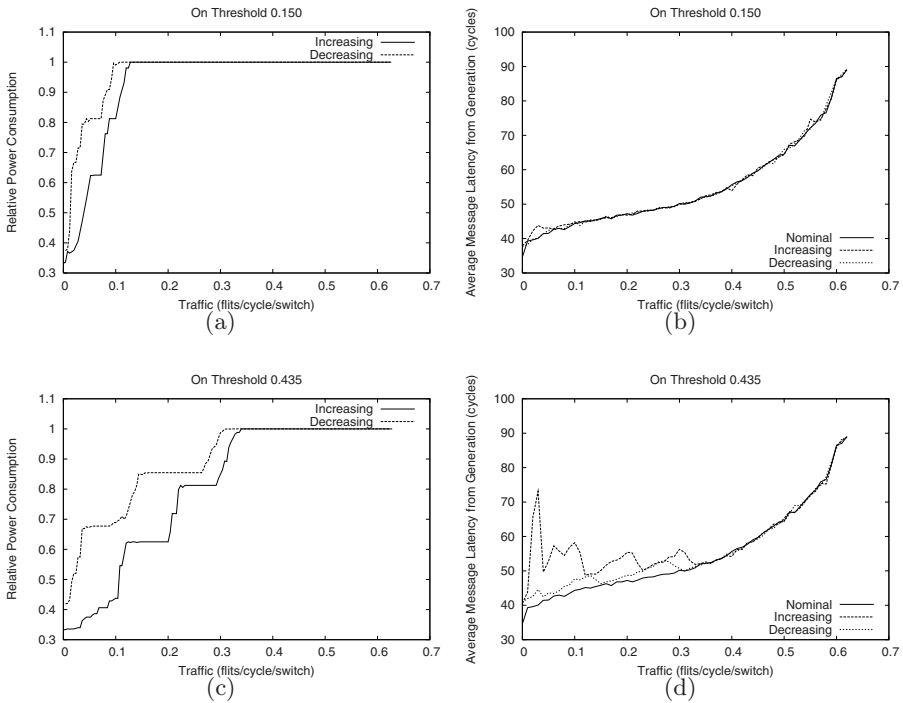 On Threshold 0.150
Relative Power Consumption
1.1
1
0.9
0.8
0.7
0.6
0.5
0.4
0.3
Increasing
Decreasing
0 0.1 0.2 0.3 0.4 0.5 0.6 0.7
Traffic (flits/cycle/switch)
(a)
On Threshold 0.150
Average Message Latency from Generation (cycles)
100
90
80
70
60
50
40
30
Nominal
Increasing
Decreasing
0 0.1 0.2 0.3 0.4 0.5 0.6 0.7
Traffic (flits/cycle/switch)
(b)
On Threshold 0.435
Relative Power Consumption
1.1
1
0.9
0.8
0.7
0.6
0.5
0.4
0.3
Increasing
Decreasing
0 0.1 0.2 0.3 0.4 0.5 0.6 0.7
Traffic (flits/cycle/switch)
(c)
On Threshold 0.435
Average Message Latency from Generation (cycles)
100
90
80
70
60
50
40
30
Nominal
Increasing
Decreasing
0 0.1 0.2 0.3 0.4 0.5 0.6 0.7
Traffic (flits/cycle/switch)
(d)